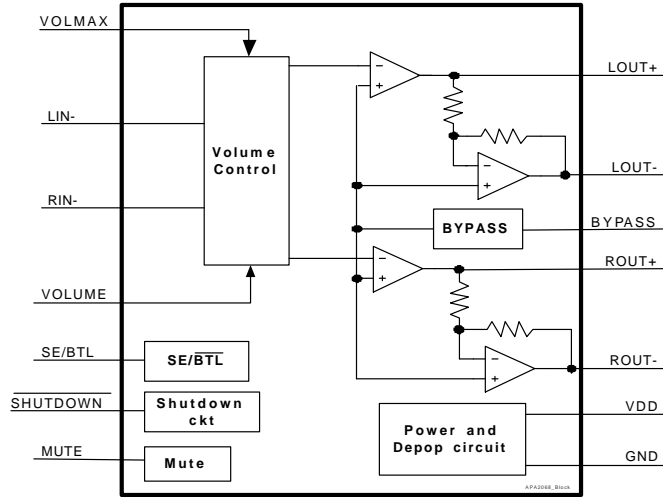 VOLMAX
LOUT+
LIN-
Volume
Control
LOUT-
RIN-
BYPASS
BYPASS
ROUT+
VOLUME
SE/BTL
SE/BTL
ROUT-
SHUTDOWN
Shutdown
ckt
VDD
Power and
Depop circuit
MUTE
Mute
GND
APA2068_Block